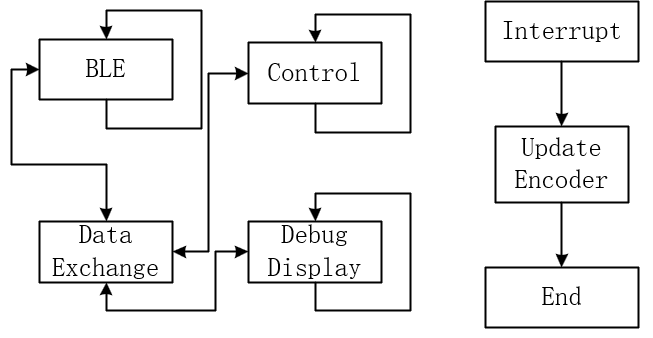 BLE
Control
Data
Exchange
Debug
Display
Interrupt
Update
Encoder
End